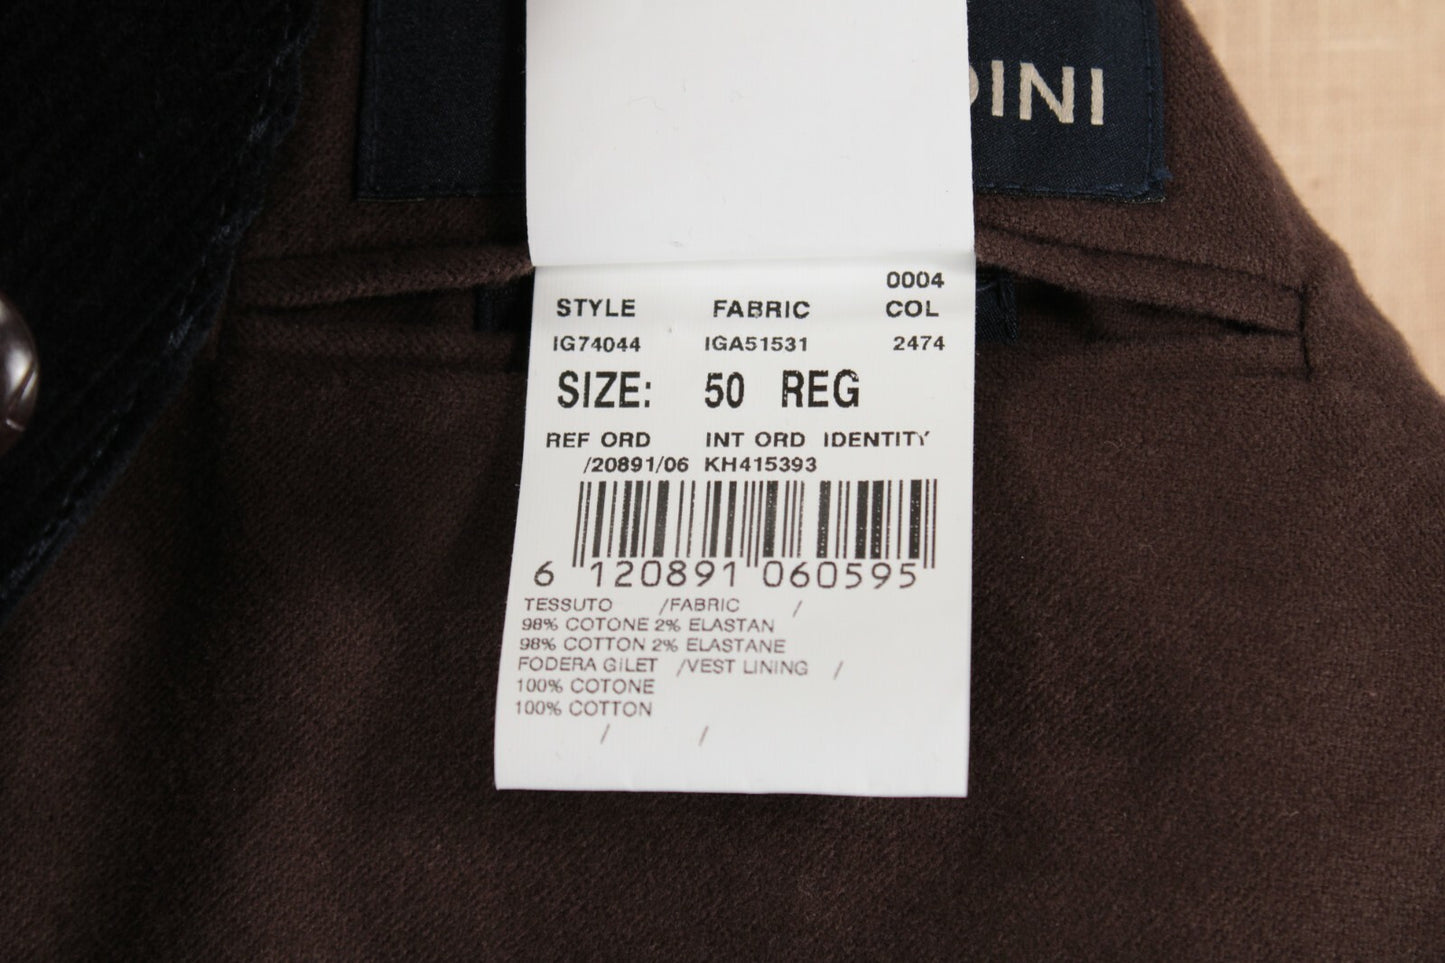 DINI
0004
STYLE FABRIC COL
IG74044 IGA51531 2474
SIZE: 50 REG
REF ORD INT ORD IDENTITY
/20891/06 KH415393
6 120891 060595
TESSUTO /FABRIC /
98% COTONE 2% ELASTAN
98% COTTON 2% ELASTANE
FODERA GILET /VEST LINING /
100% COTONE
100% COTTON
/ /